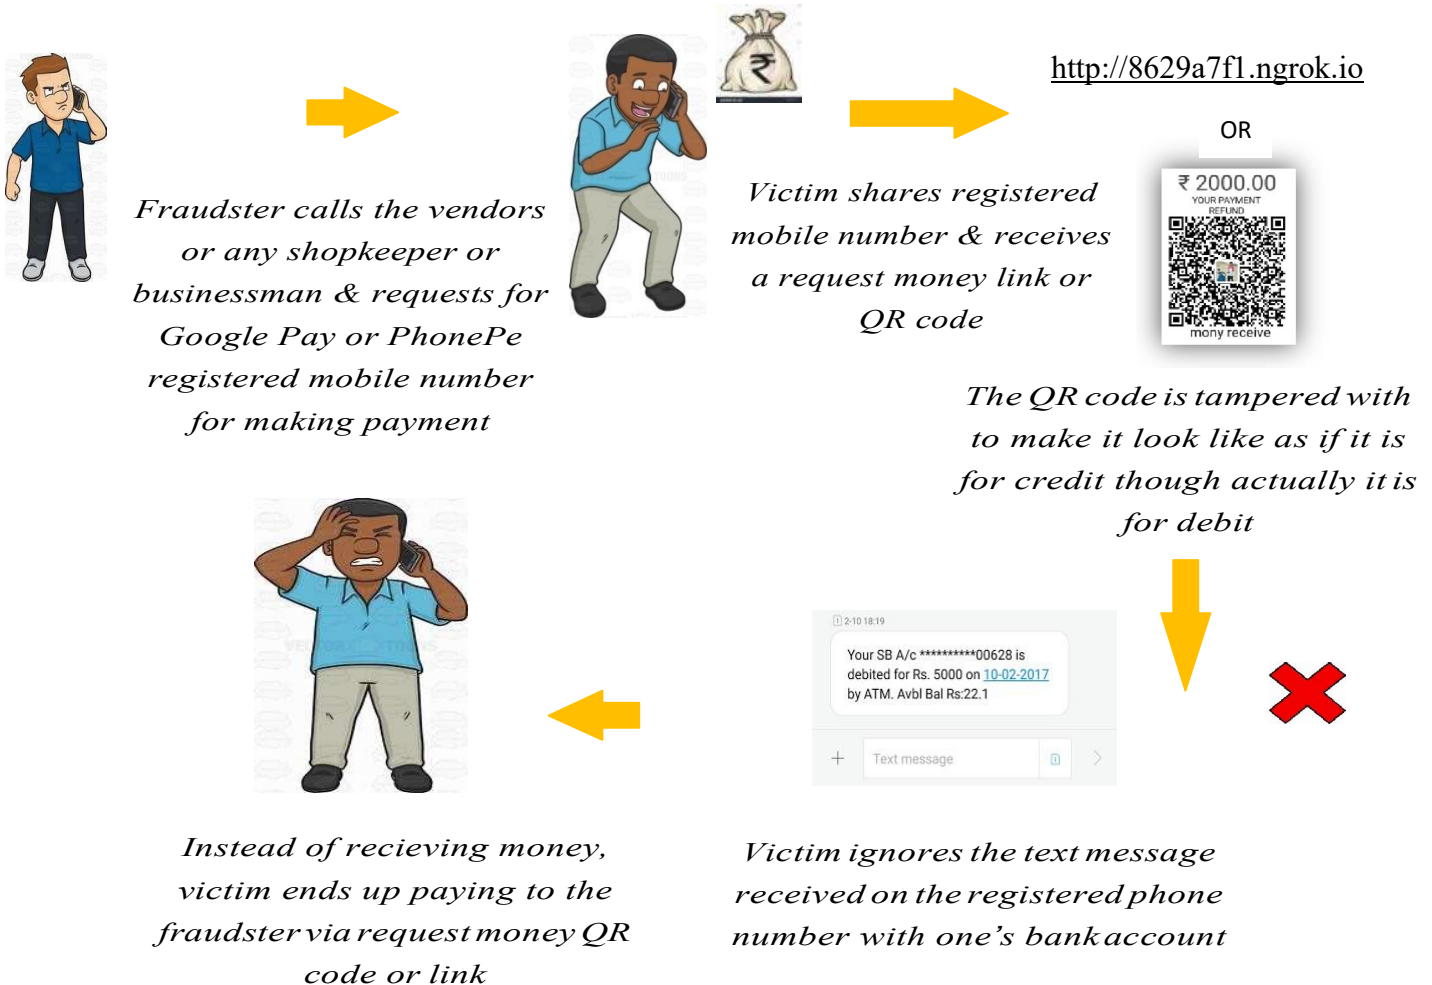 Fraudster calls the vendors
or any shopkeeper or
businessman & requests for
Google Pay or PhonePe
registered mobile number
for making payment
₹
Victim shares registered
mobile number & receives
a request money link or
QR code
http://8629a7f1.ngrok.io
OR
₹ 2000.00
YOUR PAYMENT
REFUND
mony receive
The QR code is tampered with
to make it look like as if it is
for credit though actually it is
for debit
2-10 18:19
Your SB A/c **********00628 is
debited for Rs. 5000 on 10-02-2017
by ATM. Avbl Bal Rs:22.1
Text message
Victim ignores the text message
received on the registered phone
number with one’s bank account
Instead of recieving money,
victim ends up paying to the
fraudster via request money QR
code or link